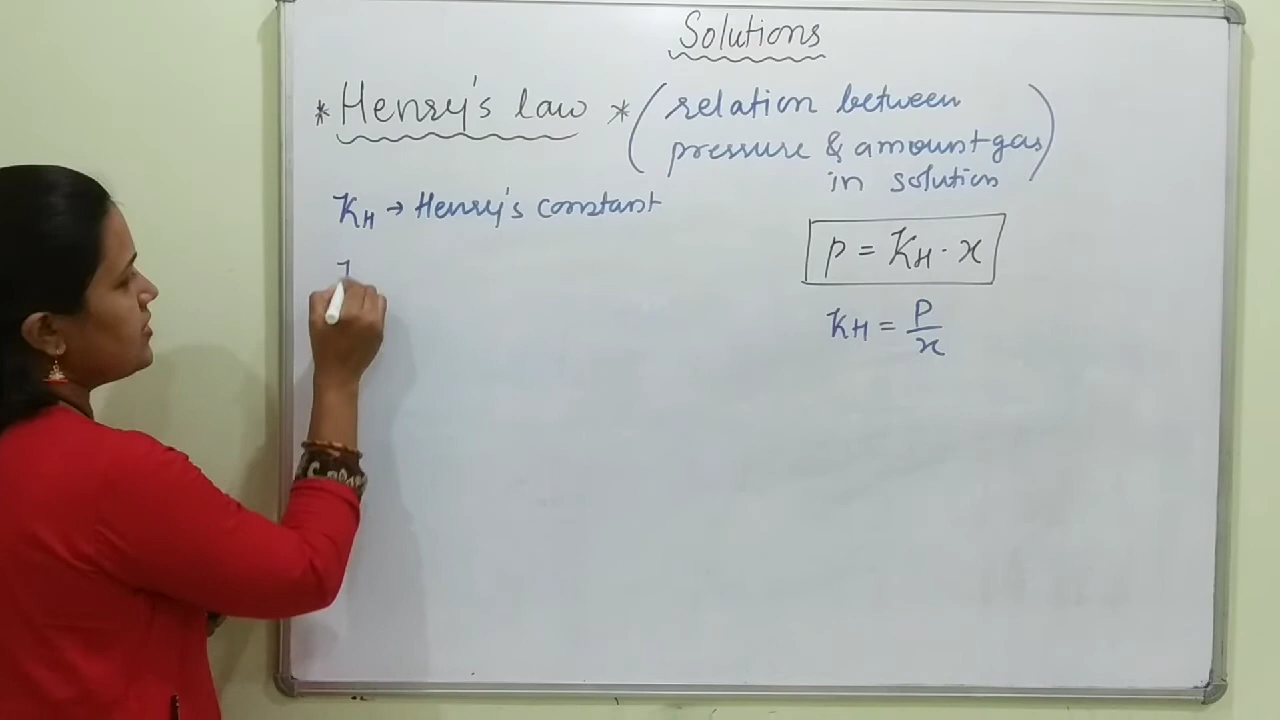 Solutions
* Henry's law * (relation between
pressure & amount gas)
in solution
KH → Henry's constant
p = KH · x
KH = P/x